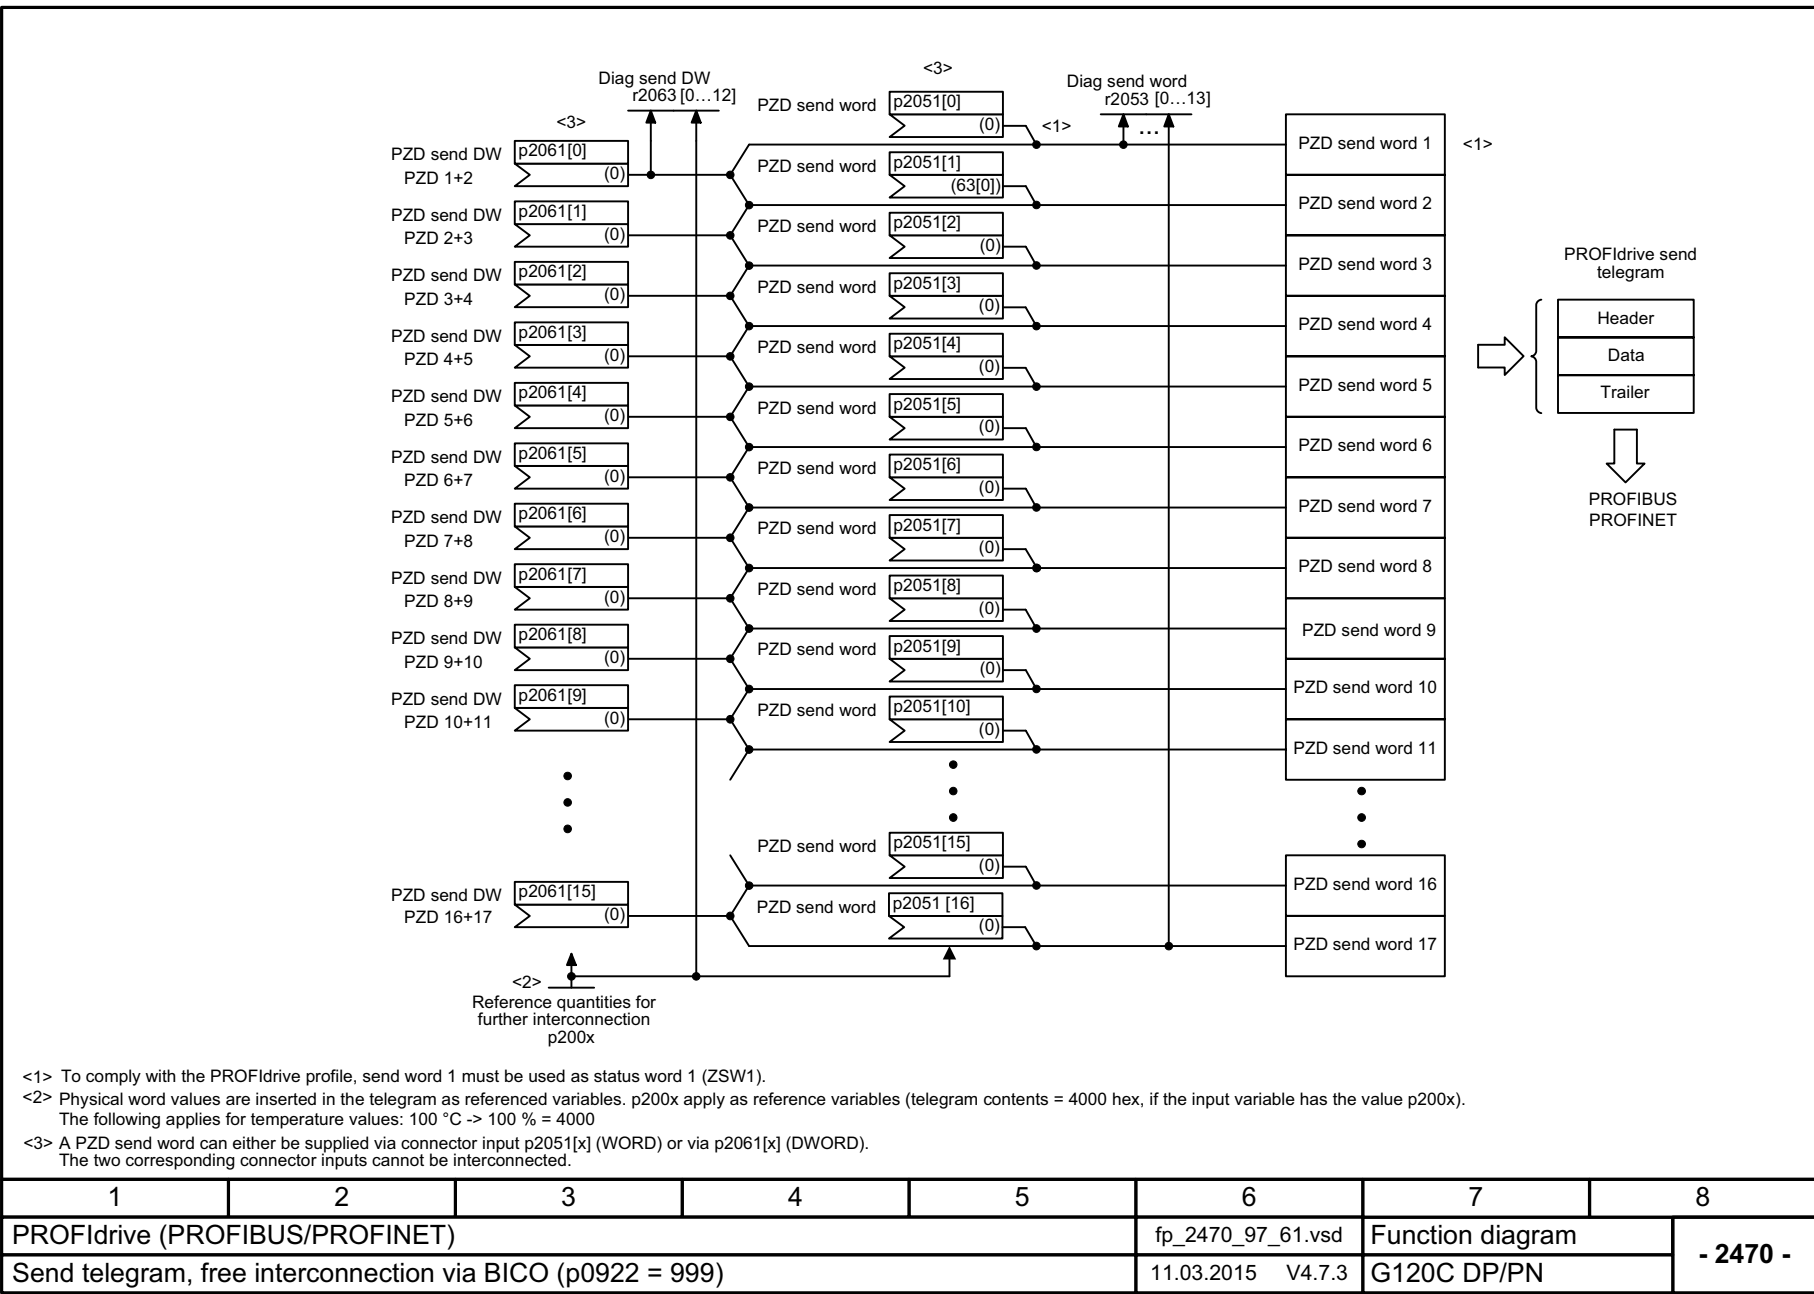 Diag send DW
r2063 [0…12]
<3>
PZD send DW
PZD 1+2
p2061[0]
(0)
PZD send DW
PZD 2+3
p2061[1]
(0)
PZD send DW
PZD 3+4
p2061[2]
(0)
PZD send DW
PZD 4+5
p2061[3]
(0)
PZD send DW
PZD 5+6
p2061[4]
(0)
PZD send DW
PZD 6+7
p2061[5]
(0)
PZD send DW
PZD 7+8
p2061[6]
(0)
PZD send DW
PZD 8+9
p2061[7]
(0)
PZD send DW
PZD 9+10
p2061[8]
(0)
PZD send DW
PZD 10+11
p2061[9]
(0)
PZD send DW
PZD 16+17
p2061[15]
(0)
<2>
Reference quantities for
further interconnection
p200x
<3>
PZD send word p2051[0]
(0)
<1>
PZD send word p2051[1]
(63[0])
PZD send word p2051[2]
(0)
PZD send word p2051[3]
(0)
PZD send word p2051[4]
(0)
PZD send word p2051[5]
(0)
PZD send word p2051[6]
(0)
PZD send word p2051[7]
(0)
PZD send word p2051[8]
(0)
PZD send word p2051[9]
(0)
PZD send word p2051[10]
(0)
PZD send word p2051[15]
(0)
PZD send word p2051 [16]
(0)
Diag send word
r2053 [0…13]
...
PZD send word 1 <1>
PZD send word 2
PZD send word 3
PZD send word 4
PZD send word 5
PZD send word 6
PZD send word 7
PZD send word 8
PZD send word 9
PZD send word 10
PZD send word 11
PZD send word 16
PZD send word 17
PROFIdrive send
telegram
Header
Data
Trailer
PROFIBUS
PROFINET
<1> To comply with the PROFIdrive profile, send word 1 must be used as status word 1 (ZSW1).
<2> Physical word values are inserted in the telegram as referenced variables. p200x apply as reference variables (telegram contents = 4000 hex, if the input variable has the value p200x).
The following applies for temperature values: 100 °C -> 100 % = 4000
<3> A PZD send word can either be supplied via connector input p2051[x] (WORD) or via p2061[x] (DWORD).
The two corresponding connector inputs cannot be interconnected.
1 2 3 4 5 6 7 8
PROFIdrive (PROFIBUS/PROFINET) fp_2470_97_61.vsd Function diagram
- 2470 -
Send telegram, free interconnection via BICO (p0922 = 999) 11.03.2015 V4.7.3 G120C DP/PN